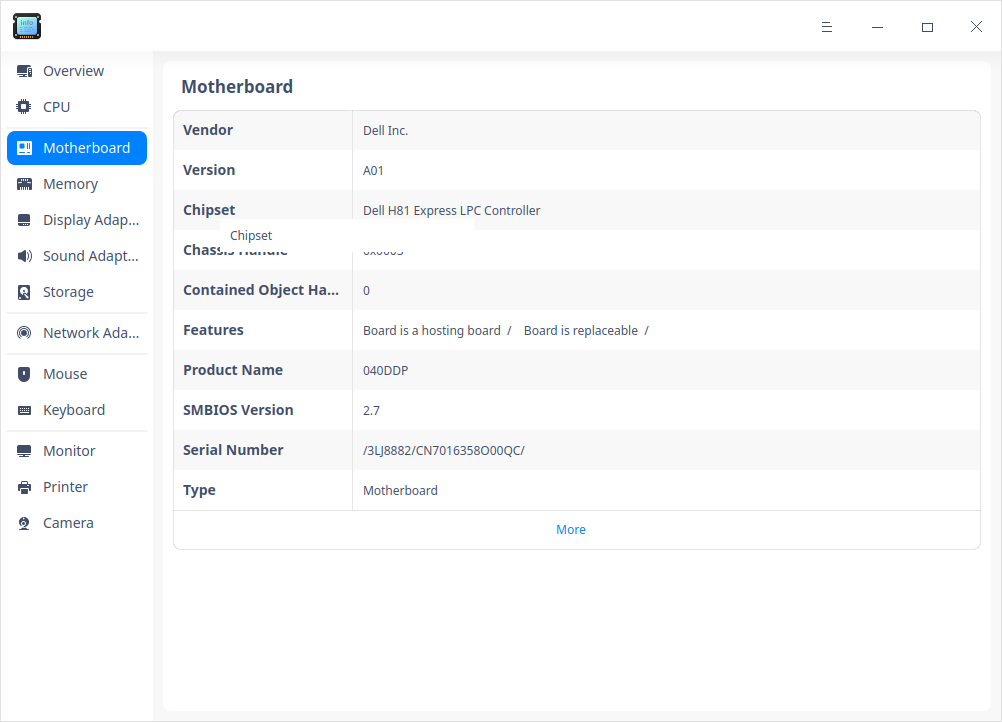 info
Overview
CPU
Motherboard
Memory
Display Adap...
Sound Adapt...
Storage
Network Ada...
Mouse
Keyboard
Monitor
Printer
Camera
Motherboard
Vendor Dell Inc.
Version A01
Chipset Dell H81 Express LPC Controller
Chipset
Chassis Handle 0x0003
Contained Object Ha... 0
Features Board is a hosting board / Board is replaceable /
Product Name 040DDP
SMBIOS Version 2.7
Serial Number /3LJ8882/CN7016358O00QC/
Type Motherboard
More